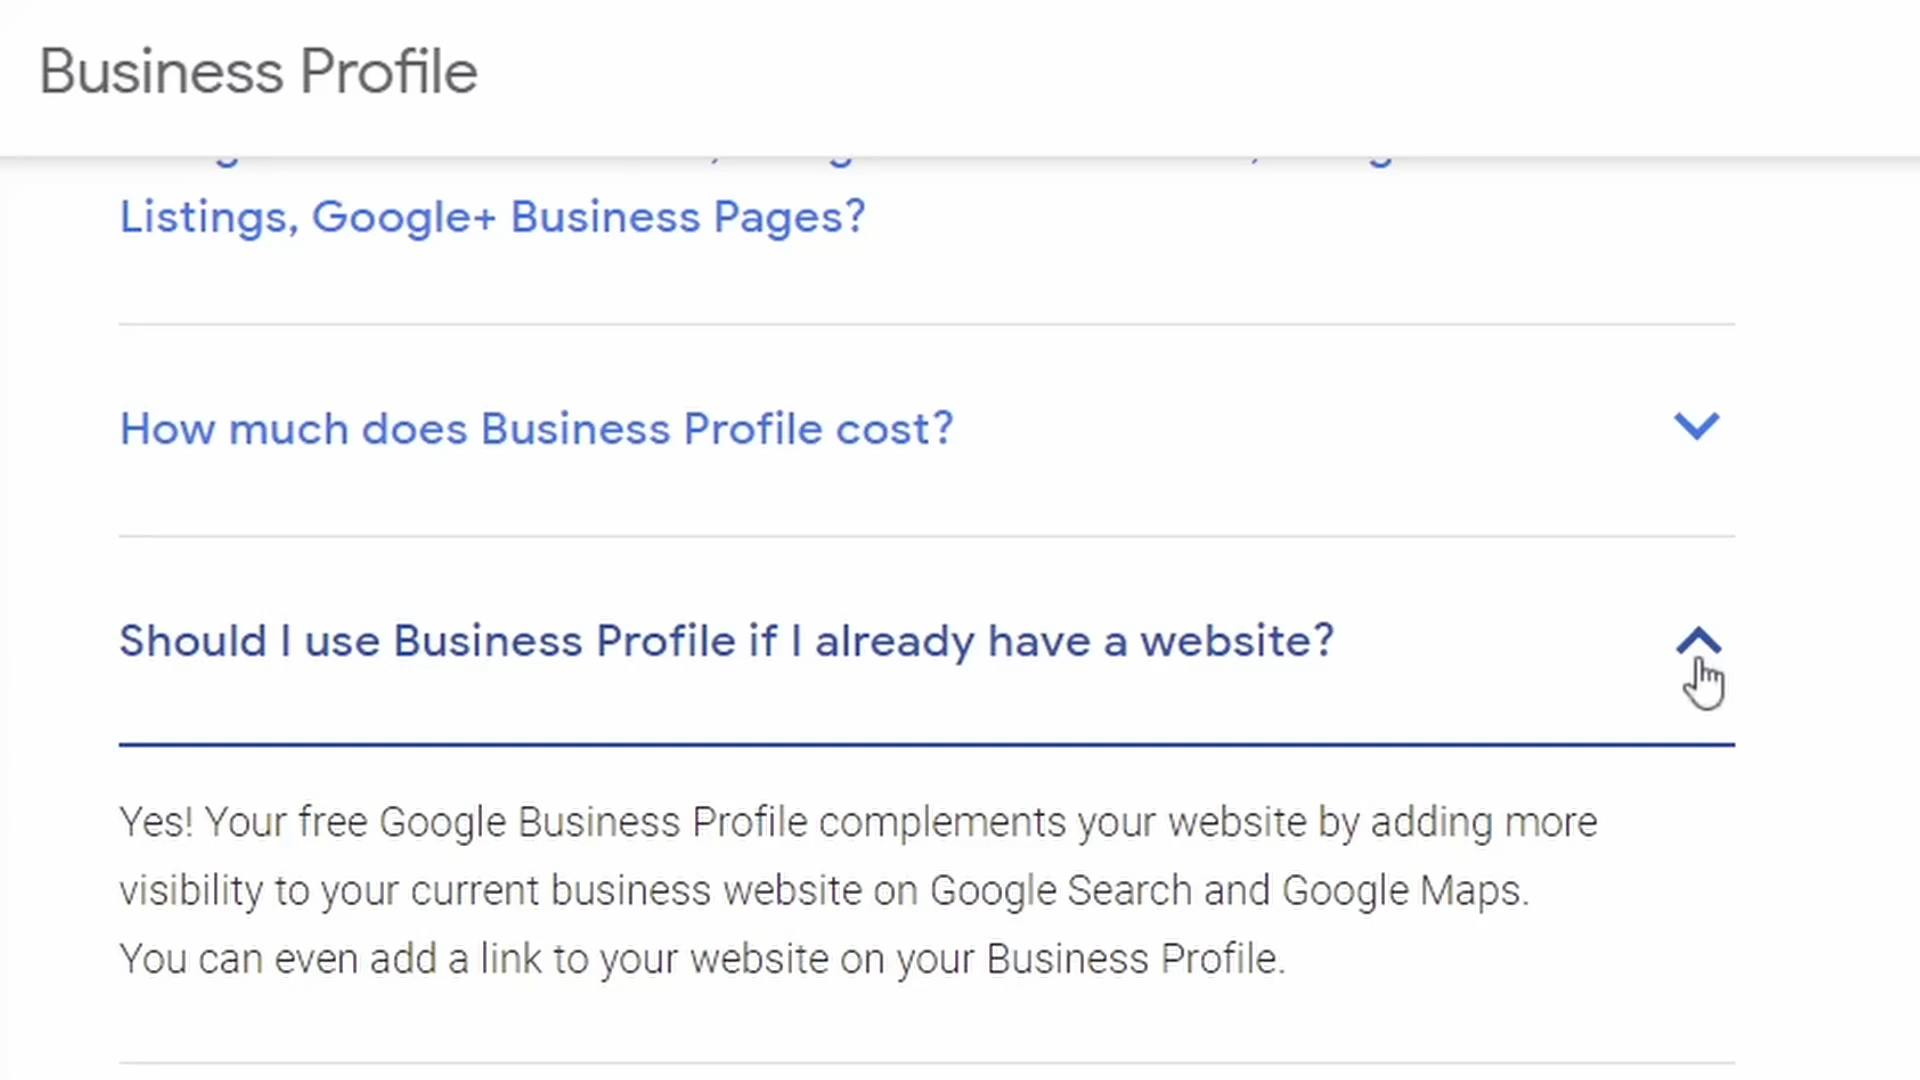 Business Profile
Listings, Google+ Business Pages?
How much does Business Profile cost?
Should I use Business Profile if I already have a website?
Yes! Your free Google Business Profile complements your website by adding more
visibility to your current business website on Google Search and Google Maps.
You can even add a link to your website on your Business Profile.